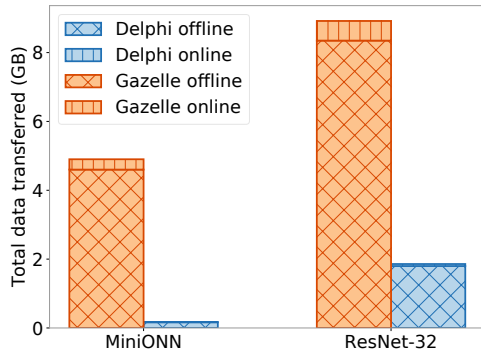 Total data transferred (GB)
8
6
4
2
0
Delphi offline
Delphi online
Gazelle offline
Gazelle online
MiniONN
ResNet-32